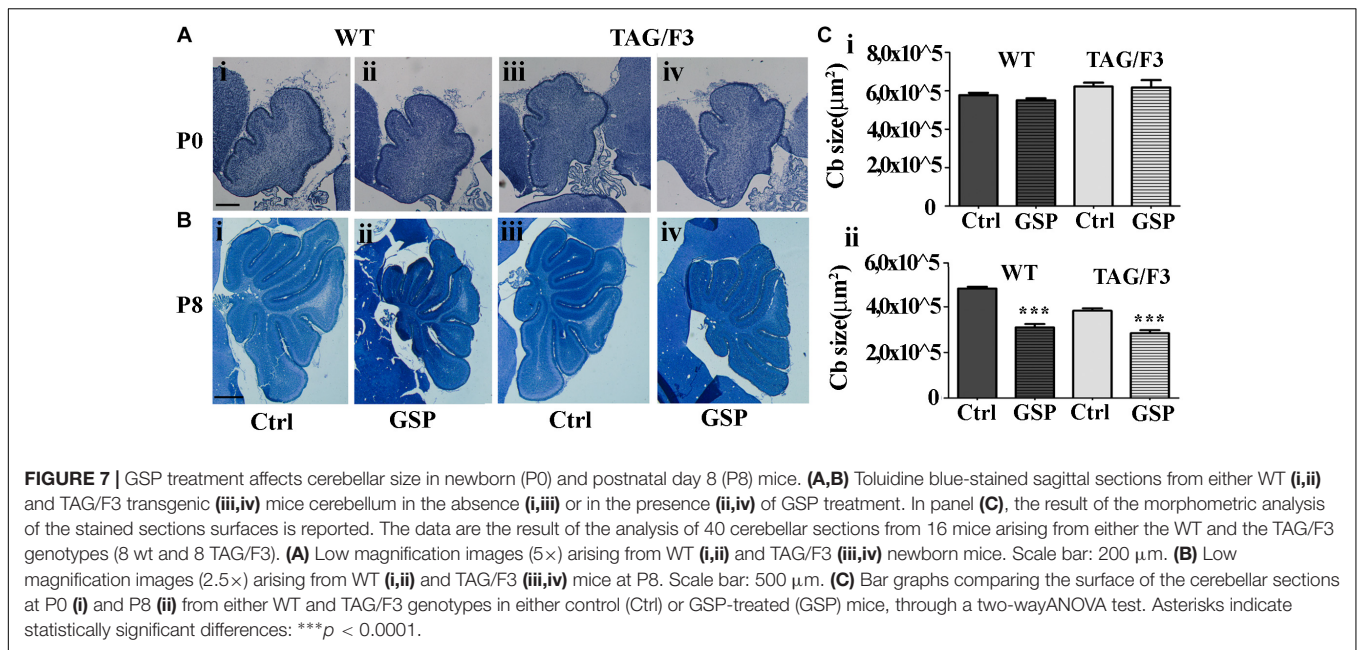 A
WT
TAG/F3
i
ii
iii
iv
P0
B
i
ii
iii
iv
P8
Ctrl
GSP
Ctrl
GSP
C
i
8,0x10^5
6,0x10^5
4,0x10^5
2,0x10^5
0
Cb size(μm²)
WT
TAG/F3
Ctrl
GSP
Ctrl
GSP
ii
6,0x10^5
4,0x10^5
2,0x10^5
0
Cb size(μm²)
WT
TAG/F3
***
***
Ctrl
GSP
Ctrl
GSP
FIGURE 7 | GSP treatment affects cerebellar size in newborn (P0) and postnatal day 8 (P8) mice. (A,B) Toluidine blue-stained sagittal sections from either WT (i,ii)
and TAG/F3 transgenic (iii,iv) mice cerebellum in the absence (i,iii) or in the presence (ii,iv) of GSP treatment. In panel (C), the result of the morphometric analysis
of the stained sections surfaces is reported. The data are the result of the analysis of 40 cerebellar sections from 16 mice arising from either the WT and the TAG/F3
genotypes (8 wt and 8 TAG/F3). (A) Low magnification images (5×) arising from WT (i,ii) and TAG/F3 (iii,iv) newborn mice. Scale bar: 200 μm. (B) Low
magnification images (2.5×) arising from WT (i,ii) and TAG/F3 (iii,iv) mice at P8. Scale bar: 500 μm. (C) Bar graphs comparing the surface of the cerebellar sections
at P0 (i) and P8 (ii) from either WT and TAG/F3 genotypes in either control (Ctrl) or GSP-treated (GSP) mice, through a two-wayANOVA test. Asterisks indicate
statistically significant differences: ***p < 0.0001.